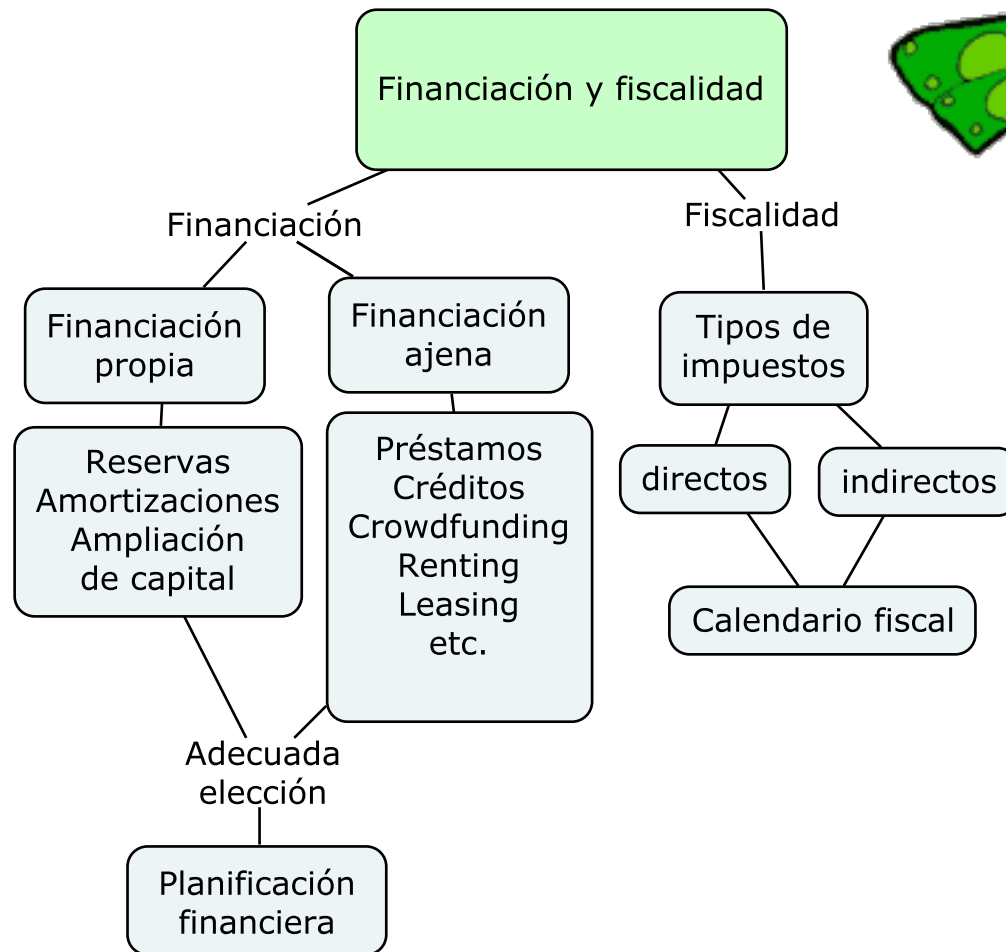 Financiación y fiscalidad
Financiación
Fiscalidad
Financiación
propia
Financiación
ajena
Tipos de
impuestos
Reservas
Amortizaciones
Ampliación
de capital
Préstamos
Créditos
Crowdfunding
Renting
Leasing
etc.
directos
indirectos
Calendario fiscal
Adecuada
elección
Planificación
financiera